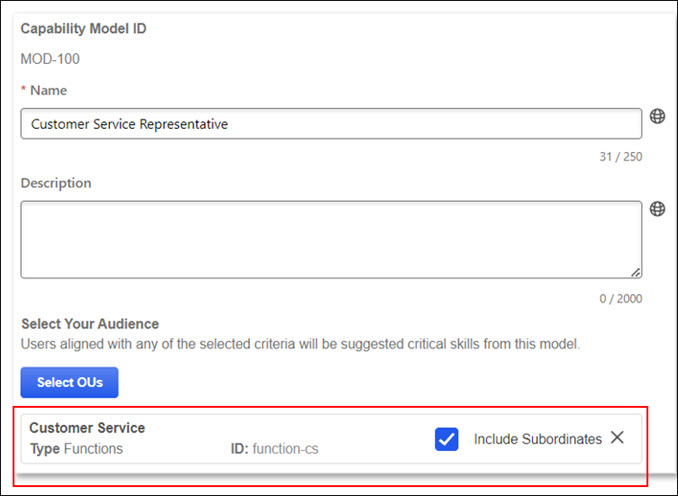 Capability Model ID
MOD-100
* Name
Customer Service Representative
31 / 250
Description
0 / 2000
Select Your Audience
Users aligned with any of the selected criteria will be suggested critical skills from this model.
Select OUs
Customer Service
Type Functions ID: function-cs Include Subordinates